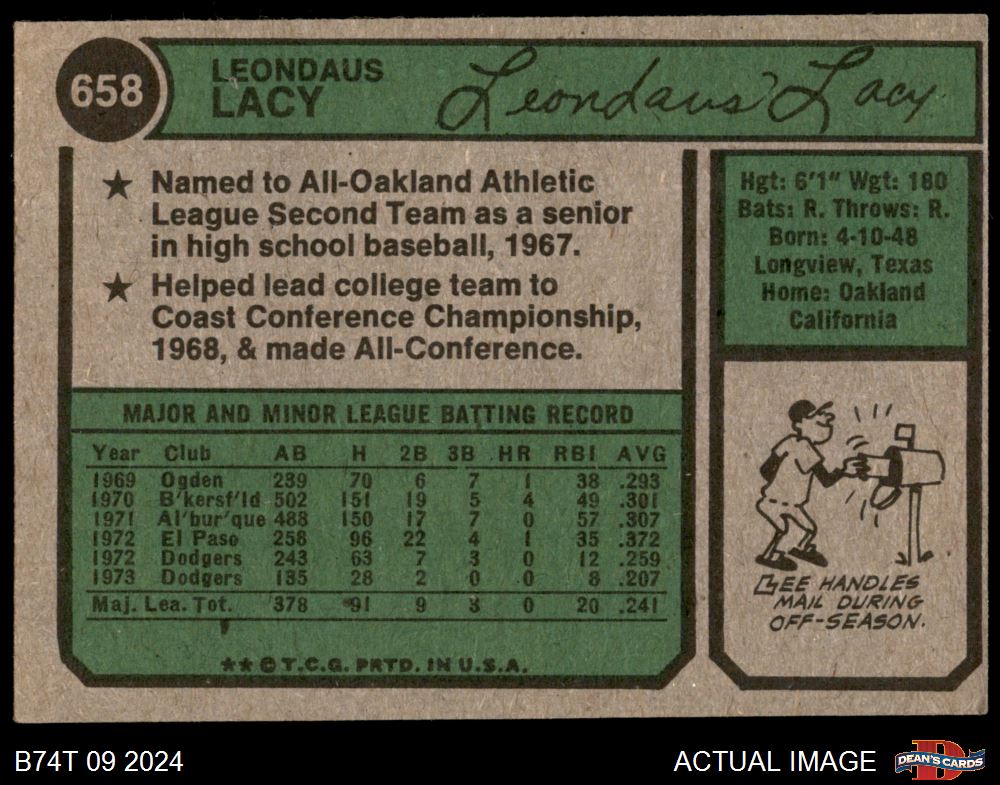 658
LEONDAUS
LACY
Leondaus Lacy
★ Named to All-Oakland Athletic
League Second Team as a senior
in high school baseball, 1967.
★ Helped lead college team to
Coast Conference Championship,
1968, & made All-Conference.
Hgt: 6'1" Wgt: 180
Bats: R. Throws: R.
Born: 4-10-48
Longview, Texas
Home: Oakland
California
MAJOR AND MINOR LEAGUE BATTING RECORD
Year Club AB H 2B 3B HR RBI AVG
1969 Ogden 239 70 6 7 1 38 .293
1970 B'kersf'ld 502 151 19 5 4 49 .301
1971 Al'bur'que 488 150 17 7 0 57 .307
1972 El Paso 258 96 22 4 1 35 .372
1972 Dodgers 243 63 7 3 0 12 .259
1973 Dodgers 135 28 2 0 0 8 .207
Maj. Lea. Tot. 378 91 9 3 0 20 .241
★★© T.C.G. PRTD. IN U.S.A.
LEE HANDLES
MAIL DURING
OFF-SEASON.
B74T 09 2024
ACTUAL IMAGE
D
DEAN'S CARDS